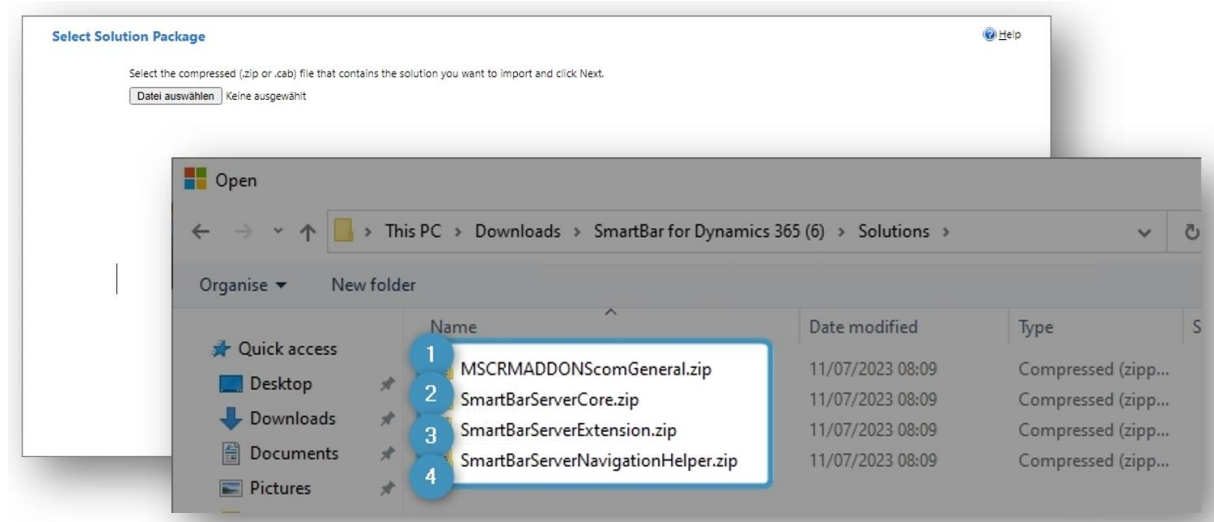 Select Solution Package
Help
Select the compressed (.zip or .cab) file that contains the solution you want to import and click Next.
Datei auswählen Keine ausgewählt
Open
This PC > Downloads > SmartBar for Dynamics 365 (6) > Solutions >
Organise New folder
Name Date modified Type S
Quick access
1 MSCRMADDONScomGeneral.zip 11/07/2023 08:09 Compressed (zipp...
Desktop
2 SmartBarServerCore.zip 11/07/2023 08:09 Compressed (zipp...
Downloads
3 SmartBarServerExtension.zip 11/07/2023 08:09 Compressed (zipp...
Documents
4 SmartBarServerNavigationHelper.zip 11/07/2023 08:09 Compressed (zipp...
Pictures